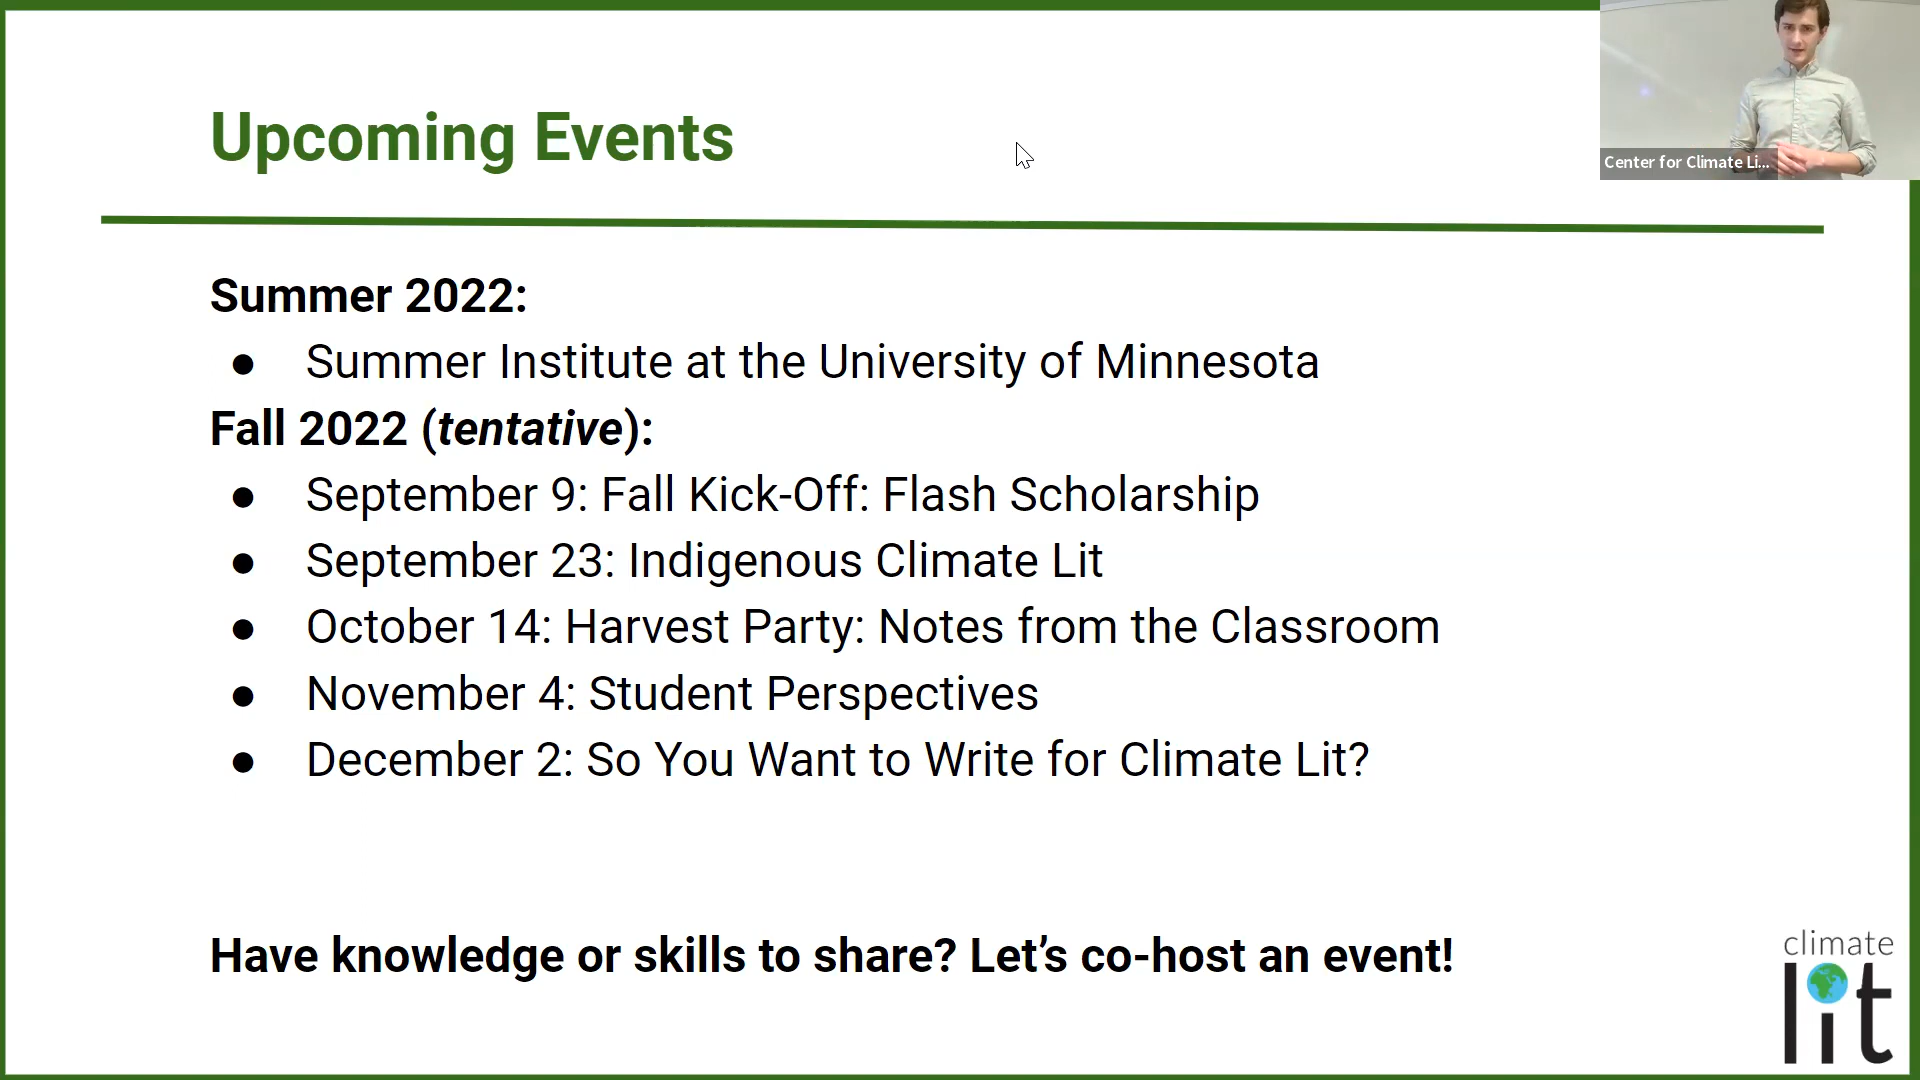 Upcoming Events
Center for Climate Li...
Summer 2022:
● Summer Institute at the University of Minnesota
Fall 2022 (tentative):
● September 9: Fall Kick-Off: Flash Scholarship
● September 23: Indigenous Climate Lit
● October 14: Harvest Party: Notes from the Classroom
● November 4: Student Perspectives
● December 2: So You Want to Write for Climate Lit?
Have knowledge or skills to share? Let’s co-host an event!
climate
lit